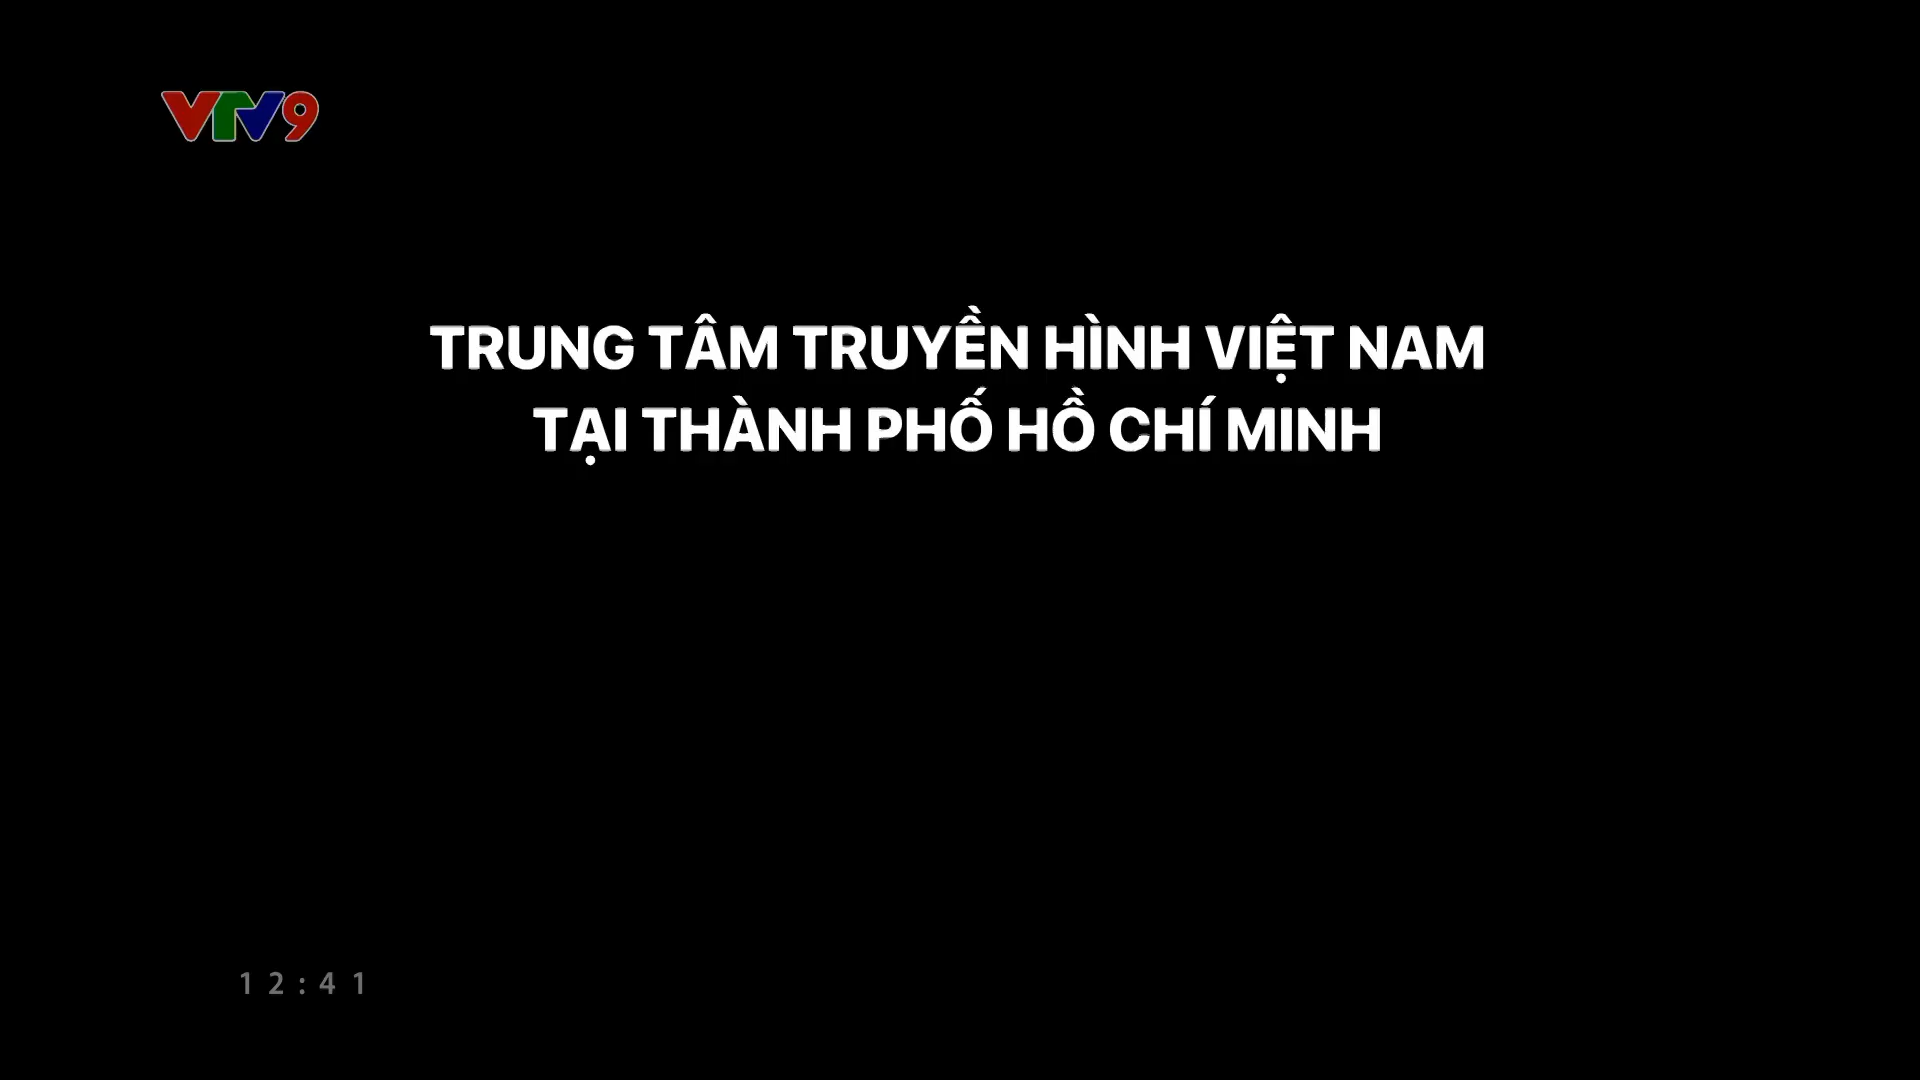 VTV9
TRUNG TÂM TRUYỀN HÌNH VIỆT NAM
TẠI THÀNH PHỐ HỒ CHÍ MINH
12:41